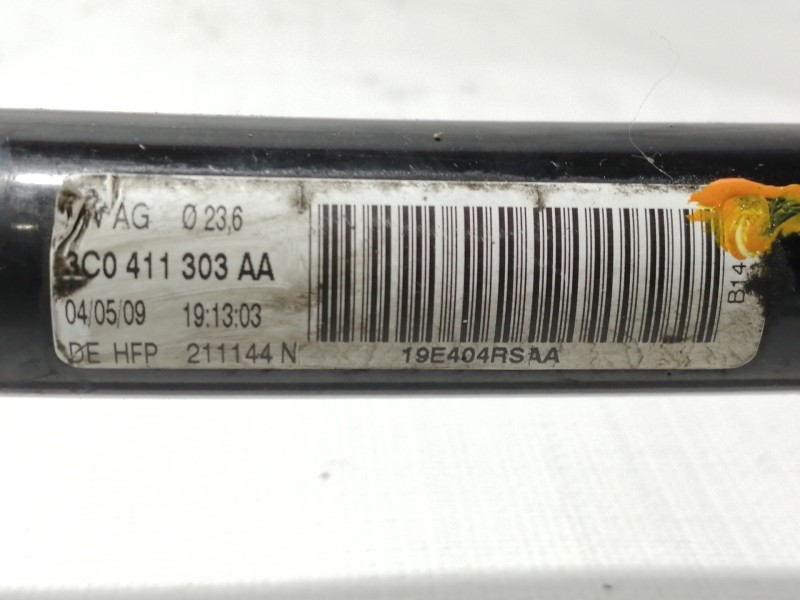 AG Ø 23,6
3C0 411 303 AA
04/05/09 19:13:03
DE HFP 211144 N
19E404RSAA
B14